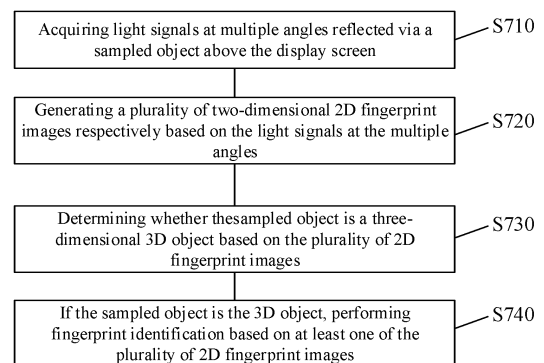 Acquiring light signals at multiple angles reflected via a
sampled object above the display screen
S710
Generating a plurality of two-dimensional 2D fingerprint
images respectively based on the light signals at the multiple
angles
S720
Determining whether thesampled object is a three-
dimensional 3D object based on the plurality of 2D
fingerprint images
S730
If the sampled object is the 3D object, performing
fingerprint identification based on at least one of the
plurality of 2D fingerprint images
S740